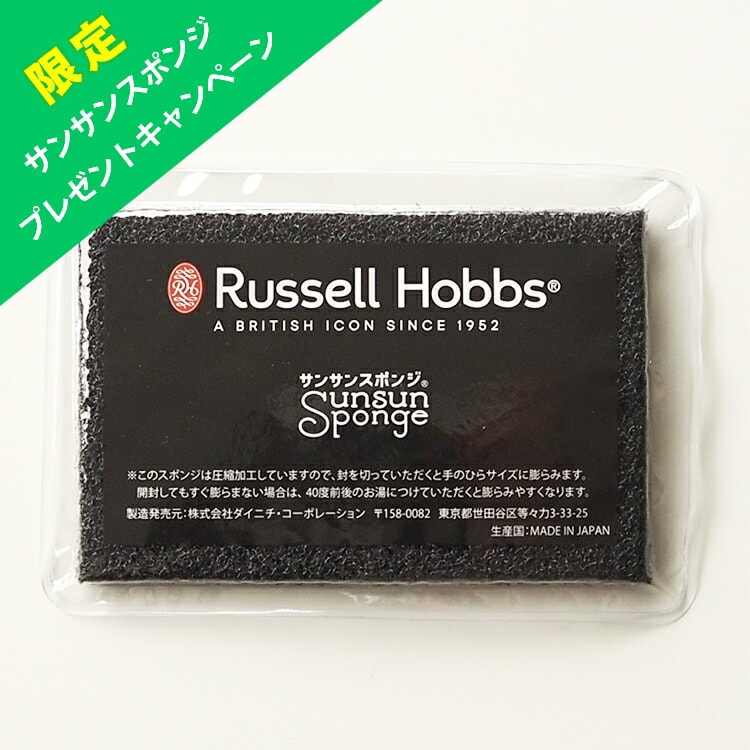 限定
サンサンスポンジ
プレゼントキャンペーン
RH
Russell Hobbs®
A BRITISH ICON SINCE 1952
サンサンスポンジ®
Sunsun
Sponge
※このスポンジは圧縮加工していますので、封を切っていただくと手のひらサイズに膨らみます。
開封してもすぐ膨らまない場合は、40度前後のお湯につけていただくと膨らみやすくなります。
製造発売元:株式会社ダイニチ・コーポレーション 〒158-0082 東京都世田谷区等々力3-33-25
生産国:MADE IN JAPAN